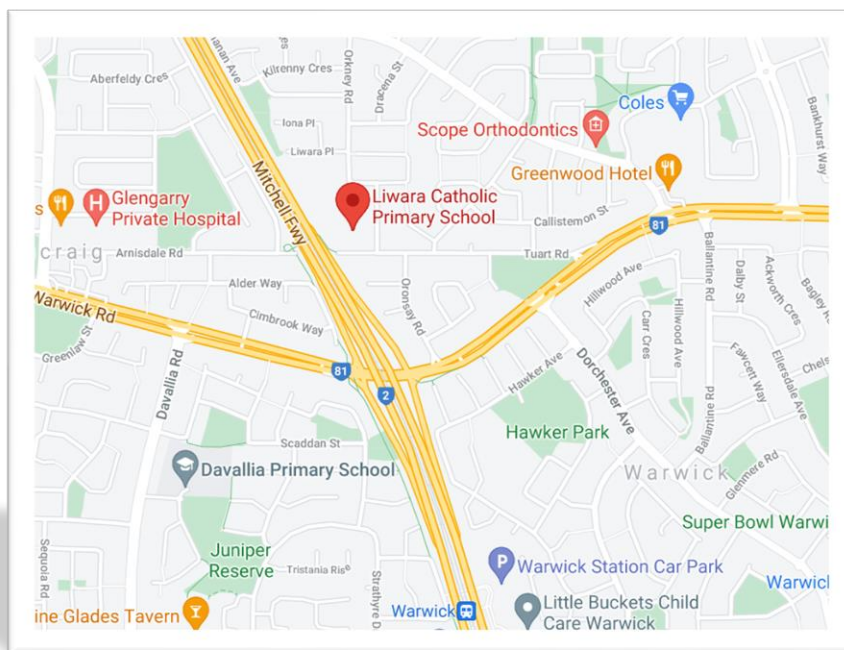 Aberfeldy Cres
Kilrenny Cres
Orkney Rd
Dracena St
Coles
Bankhurst Way
Iona Pl
Scope Orthodontics
Liwara Pl
Greenwood Hotel
Mitchell Fwy
Glengarry
Private Hospital
Liwara Catholic
Primary School
Callistemon St
81
craig
Arnisdale Rd
Tuart Rd
Hillwood Ave
Ballantine Rd
Dalby St
Ackworth Cres
Alder Way
Oronsay Rd
Hillwood Ave
Warwick Rd
Cimbrook Way
Carr Cres
Greenlaw St
Davallia Rd
81
2
Hawker Ave
Dorchester Ave
Fawcett Way
Ellersdale Ave
Ballantine Rd
Hawker Park
Scaddan St
Davallia Primary School
Warwick
Glenmere Rd
Super Bowl Warwi
Juniper
Reserve
Sequoia Rd
Tristania Rise
Warwick Station Car Park
Warwick
Warwick
Little Buckets Child
Care Warwick
ine Glades Tavern